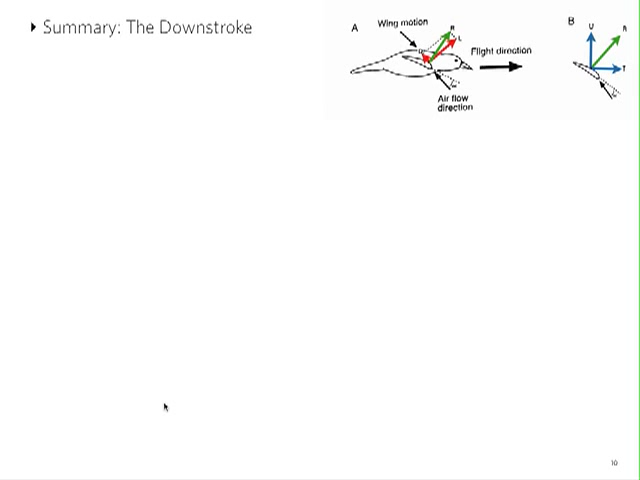 Summary: The Downstroke
A
Wing motion
R
L
Flight direction
Air flow
direction
B
U
R
T
10